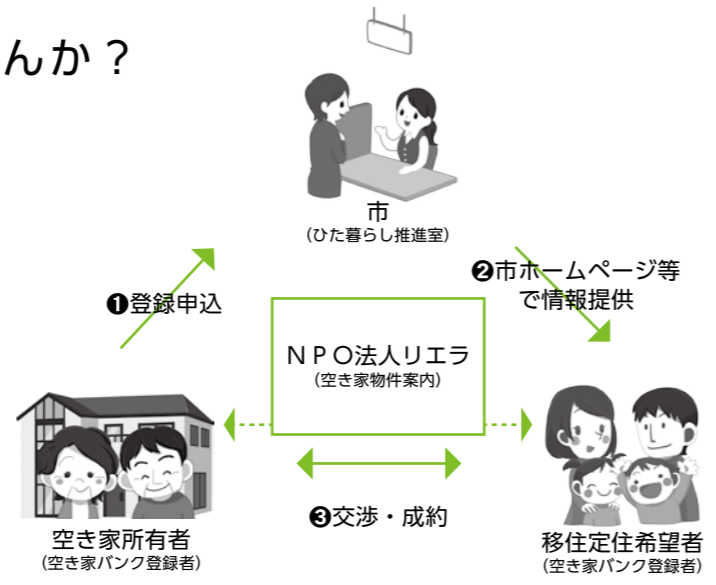 んか？
市
（ひた暮らし推進室）
❶登録申込
❷市ホームページ等
で情報提供
ＮＰＯ法人リエラ
（空き家物件案内）
❸交渉・成約
空き家所有者
（空き家バンク登録者）
移住定住希望者
（空き家バンク登録者）